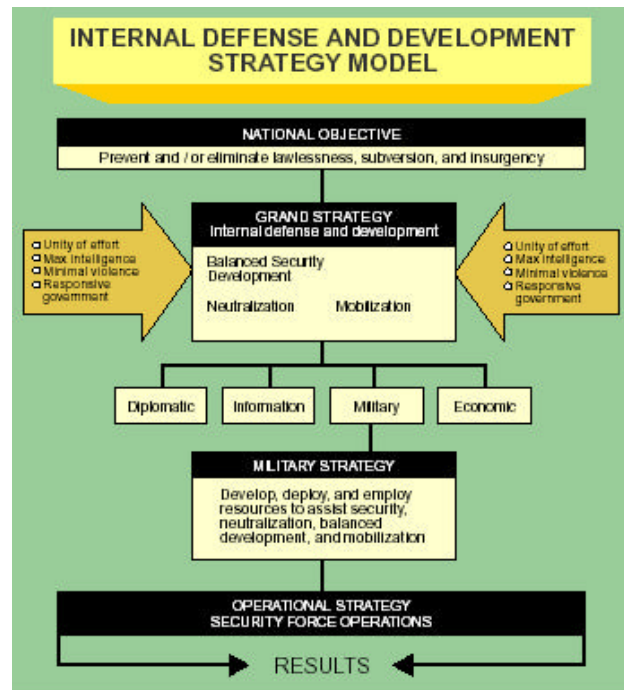 INTERNAL DEFENSE AND DEVELOPMENT
STRATEGY MODEL
NATIONAL OBJECTIVE
Prevent and / or eliminate lawlessness, subversion, and insurgency
GRAND STRATEGY
Internal defense and development
Balanced Security
Development
Neutralization Mobilization
Unity of effort
Max intelligence
Minimal violence
Responsive
government
Unity of effort
Max intelligence
Minimal violence
Responsive
government
Diplomatic
Information
Military
Economic
MILITARY STRATEGY
Develop, deploy, and employ
resources to assist security,
neutralization, balanced
development, and mobilization
OPERATIONAL STRATEGY
SECURITY FORCE OPERATIONS
RESULTS